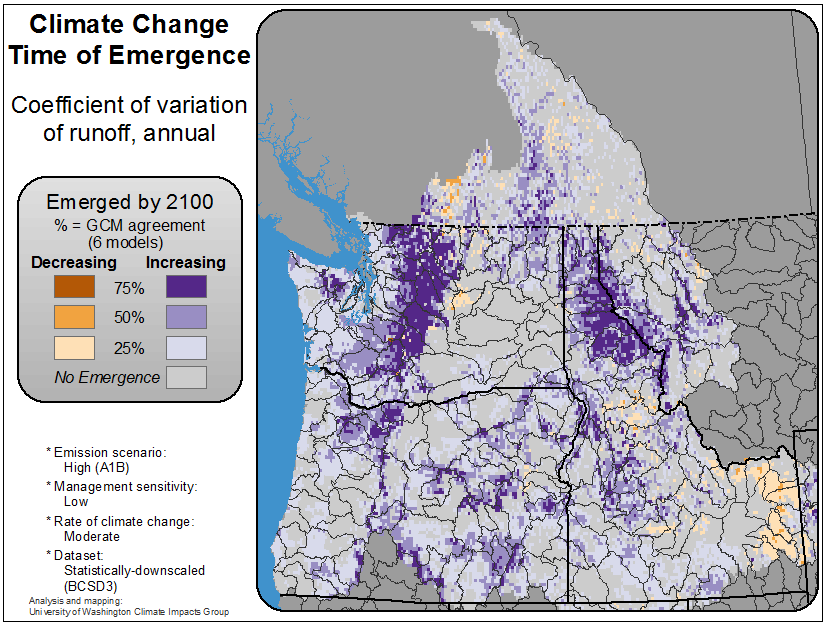 Climate Change
Time of Emergence
Coefficient of variation
of runoff, annual
Emerged by 2100
% = GCM agreement
(6 models)
Decreasing Increasing
75%
50%
25%
No Emergence
* Emission scenario:
High (A1B)
* Management sensitivity:
Low
* Rate of climate change:
Moderate
* Dataset:
Statistically-downscaled
(BCSD3)
Analysis and mapping:
University of Washington Climate Impacts Group